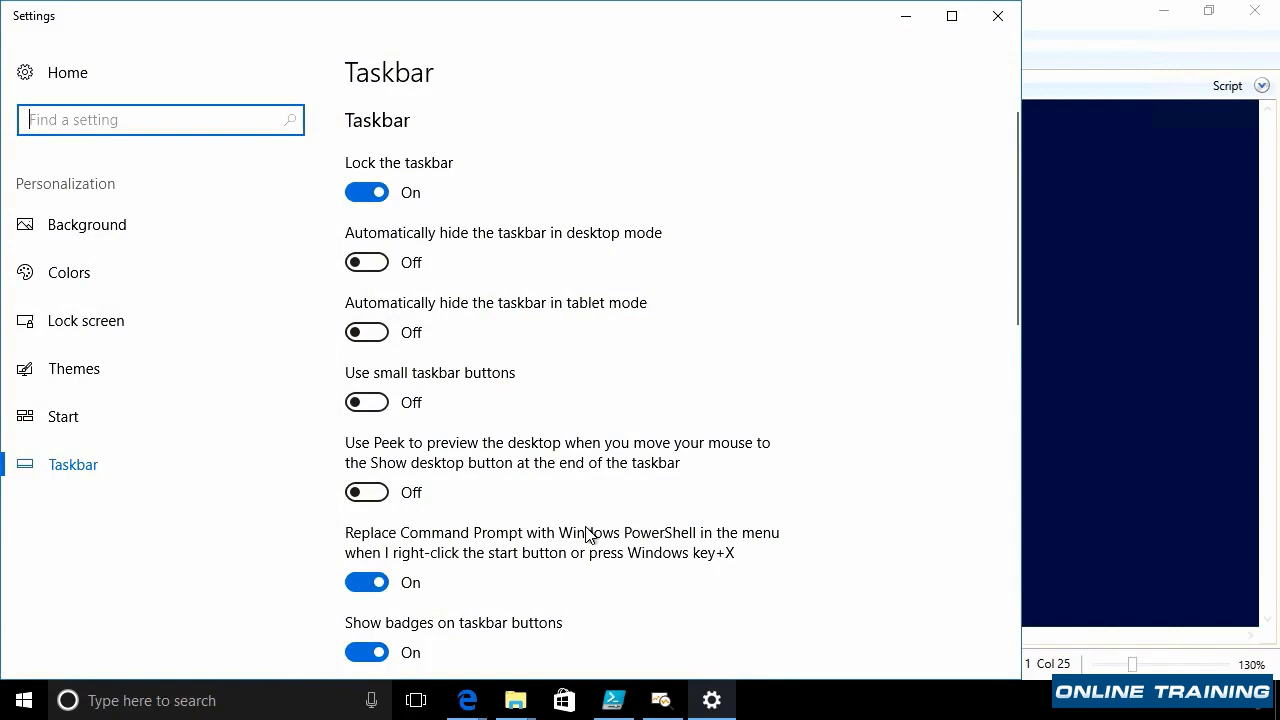 Settings
Home
Find a setting
Personalization
Background
Colors
Lock screen
Themes
Start
Taskbar
Taskbar
Taskbar
Lock the taskbar
On
Automatically hide the taskbar in desktop mode
Off
Automatically hide the taskbar in tablet mode
Off
Use small taskbar buttons
Off
Use Peek to preview the desktop when you move your mouse to
the Show desktop button at the end of the taskbar
Off
Replace Command Prompt with Windows PowerShell in the menu
when I right-click the start button or press Windows key+X
On
Show badges on taskbar buttons
On
Script
1 Col 25
130%
Type here to search
ONLINE TRAINING